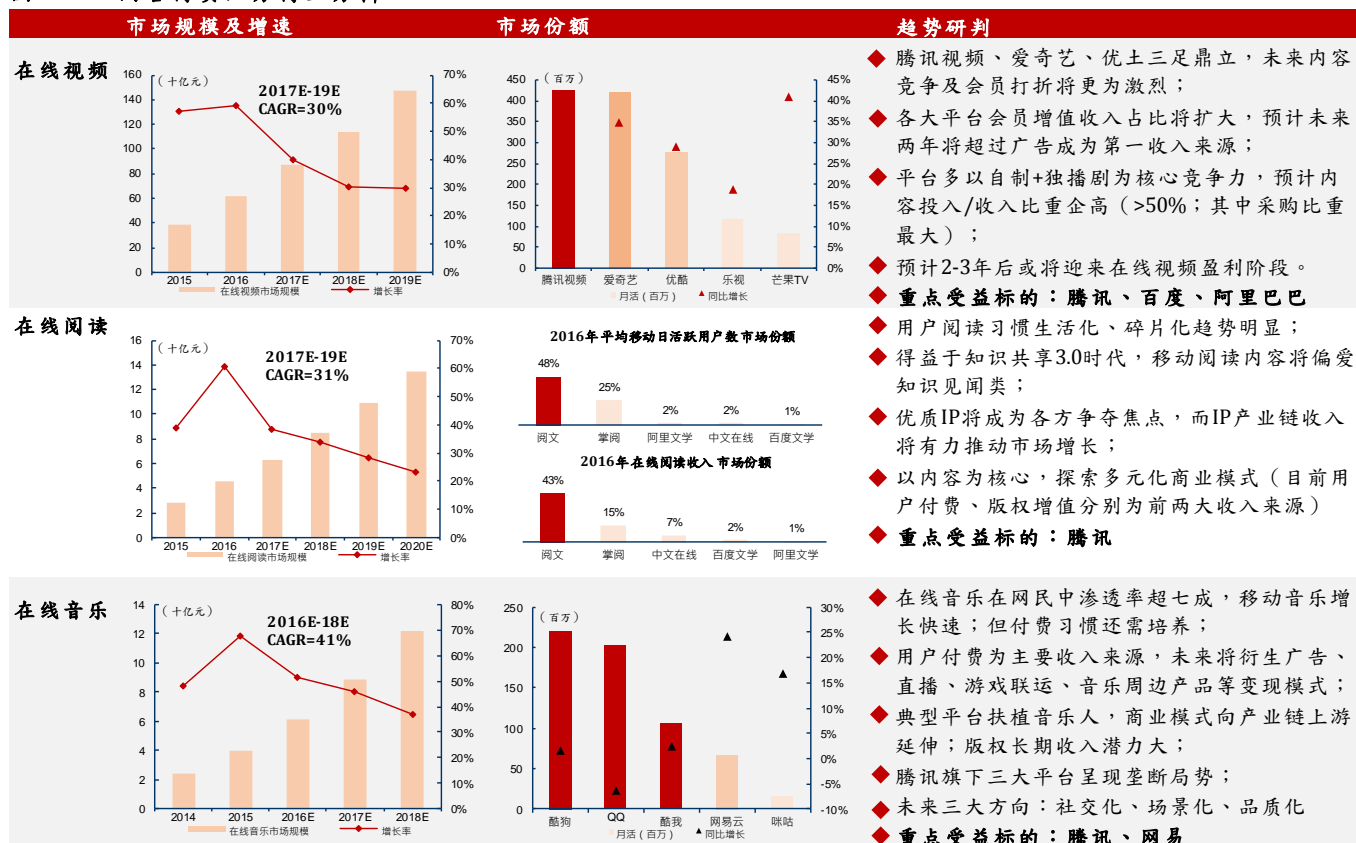 市场规模及增速 市场份额 趋势研判
在线视频
(十亿元)
2017E-19E
CAGR=30%
160
140
120
100
80
60
40
20
0
70%
60%
50%
40%
30%
20%
10%
0%
2015 2016 2017E 2018E 2019E
在线视频市场规模 增长率
(百万)
450
400
350
300
250
200
150
100
50
0
45%
40%
35%
30%
25%
20%
15%
10%
5%
0%
腾讯视频 爱奇艺 优酷 乐视 芒果TV
月活(百万) 同比增长
◆ 腾讯视频、爱奇艺、优土三足鼎立,未来内容
竞争及会员打折将更为激烈;
◆ 各大平台会员增值收入占比将扩大,预计未来
两年将超过广告成为第一收入来源;
◆ 平台多以自制+独播剧为核心竞争力,预计内
容投入/收入比重企高(>50%;其中采购比重
最大);
◆ 预计2-3年后或将迎来在线视频盈利阶段。
◆ 重点受益标的:腾讯、百度、阿里巴巴
在线阅读
(十亿元)
2017E-19E
CAGR=31%
16
14
12
10
8
6
4
2
0
70%
60%
50%
40%
30%
20%
10%
0%
2015 2016 2017E 2018E 2019E 2020E
在线阅读市场规模 增长率
2016年平均移动日活跃用户数市场份额
48% 25% 2% 2% 1%
阅文 掌阅 阿里文学 中文在线 百度文学
2016年在线阅读收入市场份额
43% 15% 7% 2% 1%
阅文 掌阅 中文在线 百度文学 阿里文学
◆ 用户阅读习惯生活化、碎片化趋势明显;
◆ 得益于知识共享3.0时代,移动阅读内容将偏爱
知识见闻类;
◆ 优质IP将成为各方争夺焦点,而IP产业链收入
将有力推动市场增长;
◆ 以内容为核心,探索多元化商业模式(目前用
户付费、版权增值分别为前两大收入来源)
◆ 重点受益标的:腾讯
在线音乐
(十亿元)
2016E-18E
CAGR=41%
14
12
10
8
6
4
2
0
80%
70%
60%
50%
40%
30%
20%
10%
0%
2014 2015 2016E 2017E 2018E
在线音乐市场规模 增长率
(百万)
250
200
150
100
50
0
30%
25%
20%
15%
10%
5%
0%
-5%
-10%
酷狗 QQ 酷我 网易云 咪咕
月活(百万) 同比增长
◆ 在线音乐在网民中渗透率超七成,移动音乐增
长快速;但付费习惯还需培养;
◆ 用户付费为主要收入来源,未来将衍生广告、
直播、游戏联运、音乐周边产品等变现模式;
◆ 典型平台扶植音乐人,商业模式向产业链上游
延伸;版权长期收入潜力大;
◆ 腾讯旗下三大平台呈现垄断局势;
◆ 未来三大方向:社交化、场景化、品质化
◆ 重点受益标的:腾讯、网易